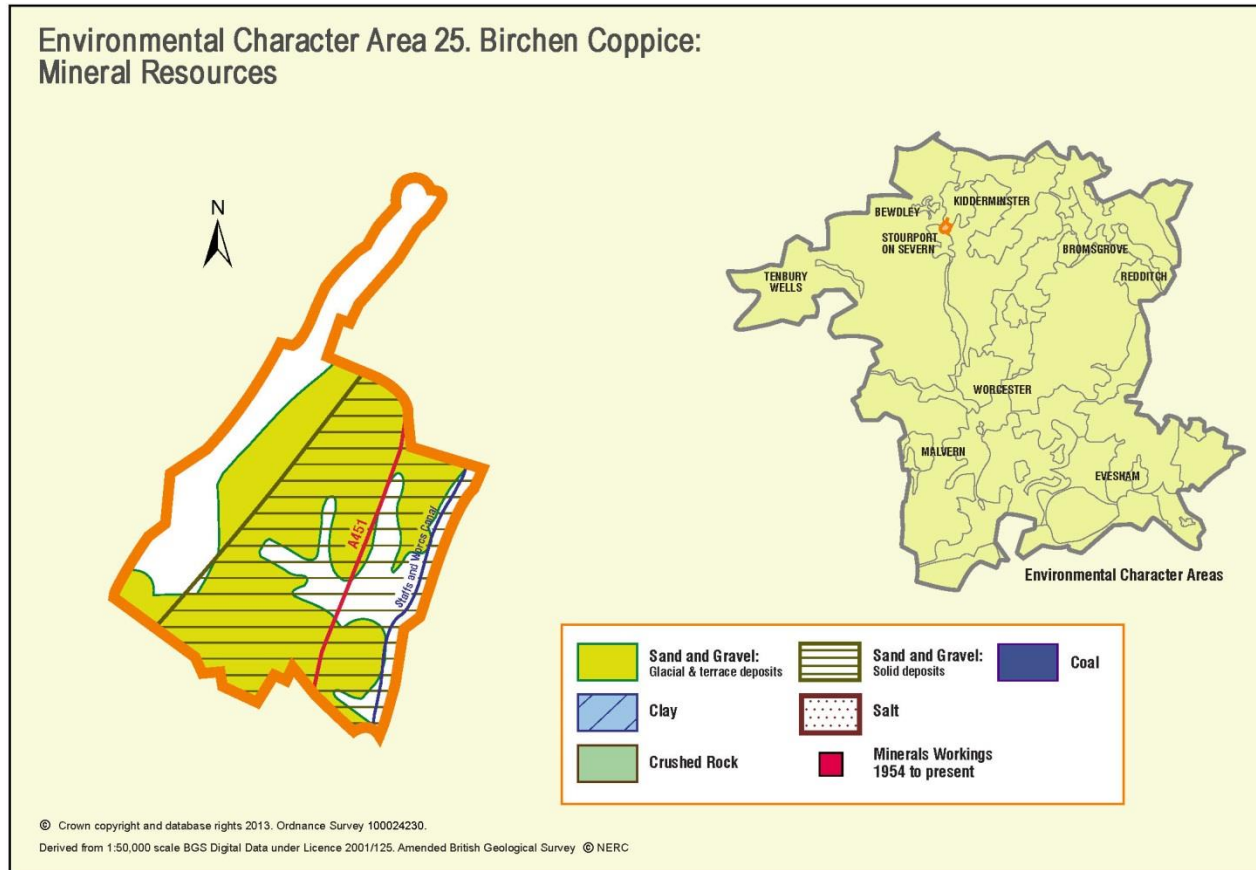 Environmental Character Area 25. Birchen Coppice:
Mineral Resources
N
A451
Staffs and Worcs Canal
KIDDERMINSTER
BEWDLEY
STOURPORT
ON SEVERN
BROMSGROVE
TENBURY
WELLS
REDDITCH
WORCESTER
MALVERN
EVESHAM
Environmental Character Areas
Sand and Gravel:
Glacial & terrace deposits
Sand and Gravel:
Solid deposits
Coal
Clay
Salt
Crushed Rock
Minerals Workings
1954 to present
© Crown copyright and database rights 2013. Ordnance Survey 100024230.
Derived from 1:50,000 scale BGS Digital Data under Licence 2001/125. Amended British Geological Survey © NERC